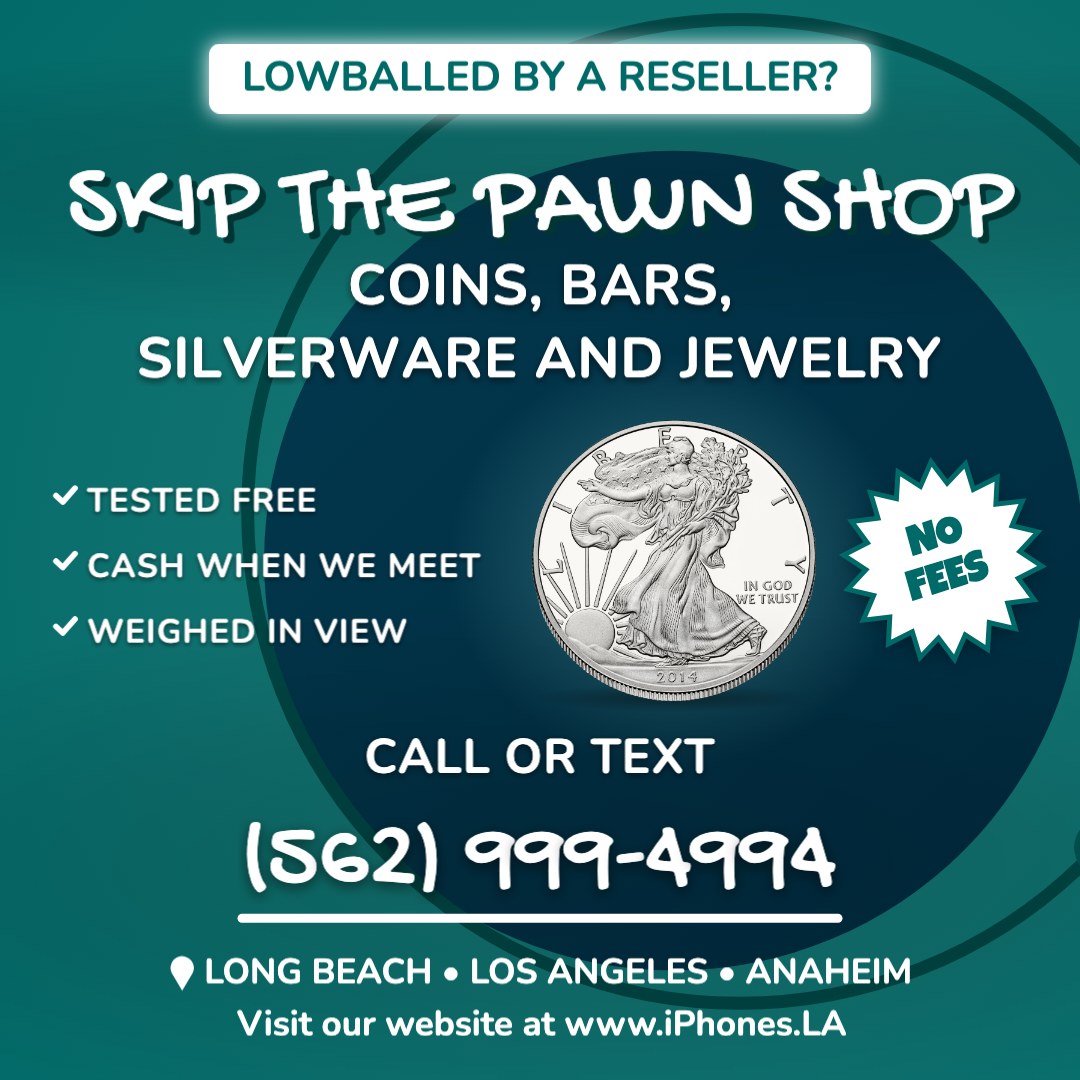 LOWBALLED BY A RESELLER?
SKIP THE PAWN SHOP
COINS, BARS,
SILVERWARE AND JEWELRY
TESTED FREE
CASH WHEN WE MEET
WEIGHED IN VIEW
LIBERTY
IN GOD
WE TRUST
2014
NO
FEES
CALL OR TEXT
(562) 999-4994
LONG BEACH • LOS ANGELES • ANAHEIM
Visit our website at www.iPhones.LA